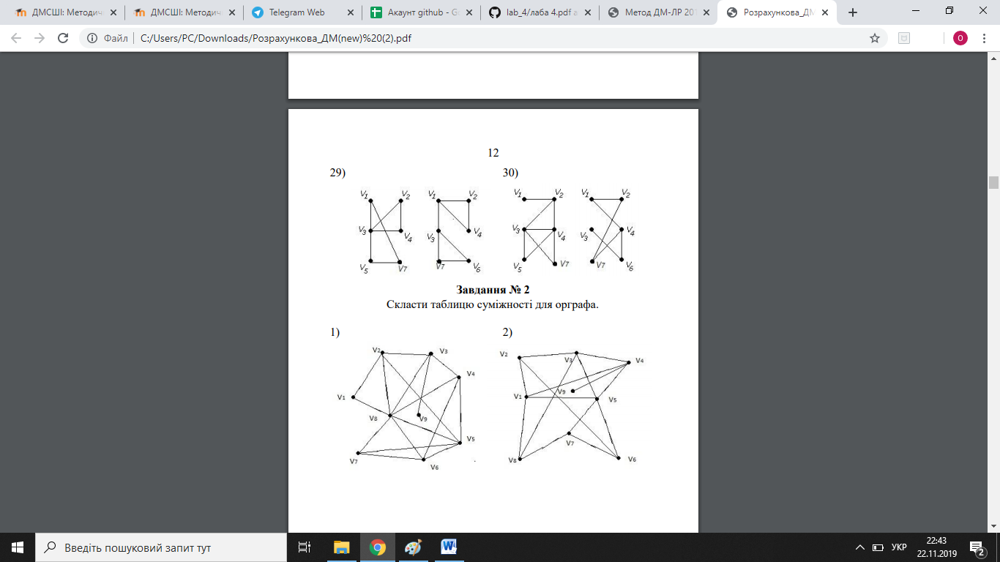 ДМСШІ: Методич
ДМСШІ: Методич
Telegram Web
Акаунт github - G
lab_4/лаба 4.pdf a
Метод ДМ-ЛР 201
Розрахункова_ДМ
Файл
C:/Users/PC/Downloads/Розрахункова_ДМ(new)%20(2).pdf
O
12
29)
30)
V1 V2 V1 V2 V1 V2 V1 V2
V3 V4 V3 V4 V3 V4 V3 V4
V5 V7 V7 V6 V5 V7 V7 V6
Завдання № 2
Скласти таблицю суміжності для орграфа.
1)
2)
V2 V3 V2 V3 V4
V4
V1 V9 V1 V5
V8 V9
V5 V7
V7 V6 V8 V6
Введіть пошуковий запит тут
W
УКР
22:43
22.11.2019
2